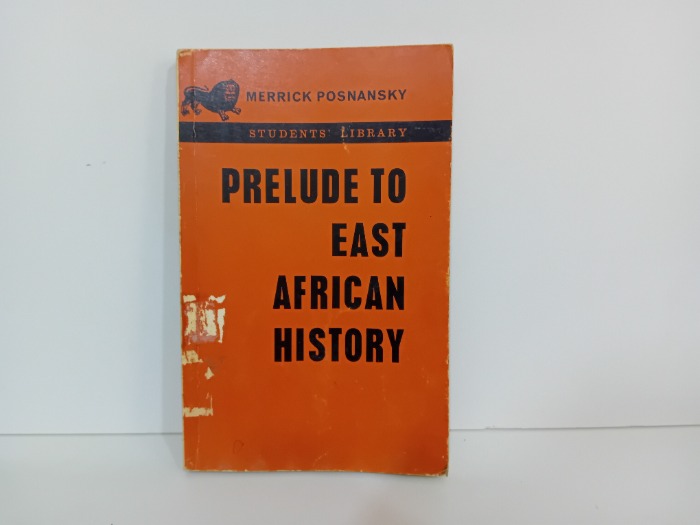 MERRICK POSNANSKY
STUDENTS' LIBRARY
PRELUDE TO
EAST
AFRICAN
HISTORY